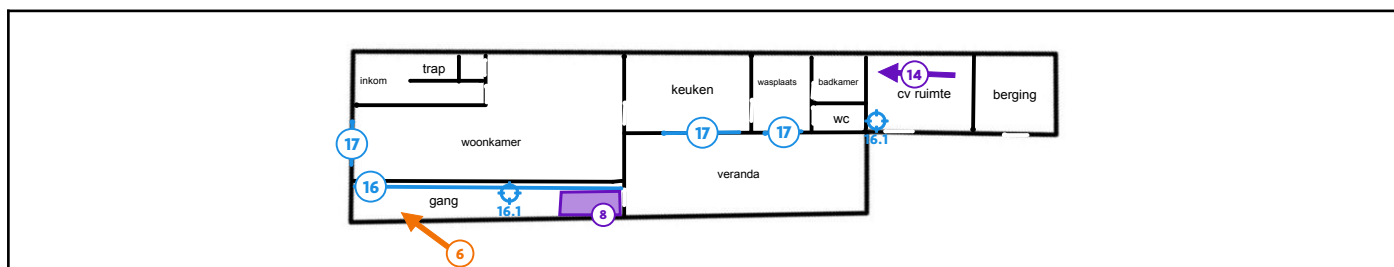 trap
inkom
keuken
wasplaats
badkamer
14
cv ruimte
berging
wc
17
17
17
16.1
woonkamer
veranda
16
gang
16.1
8
6